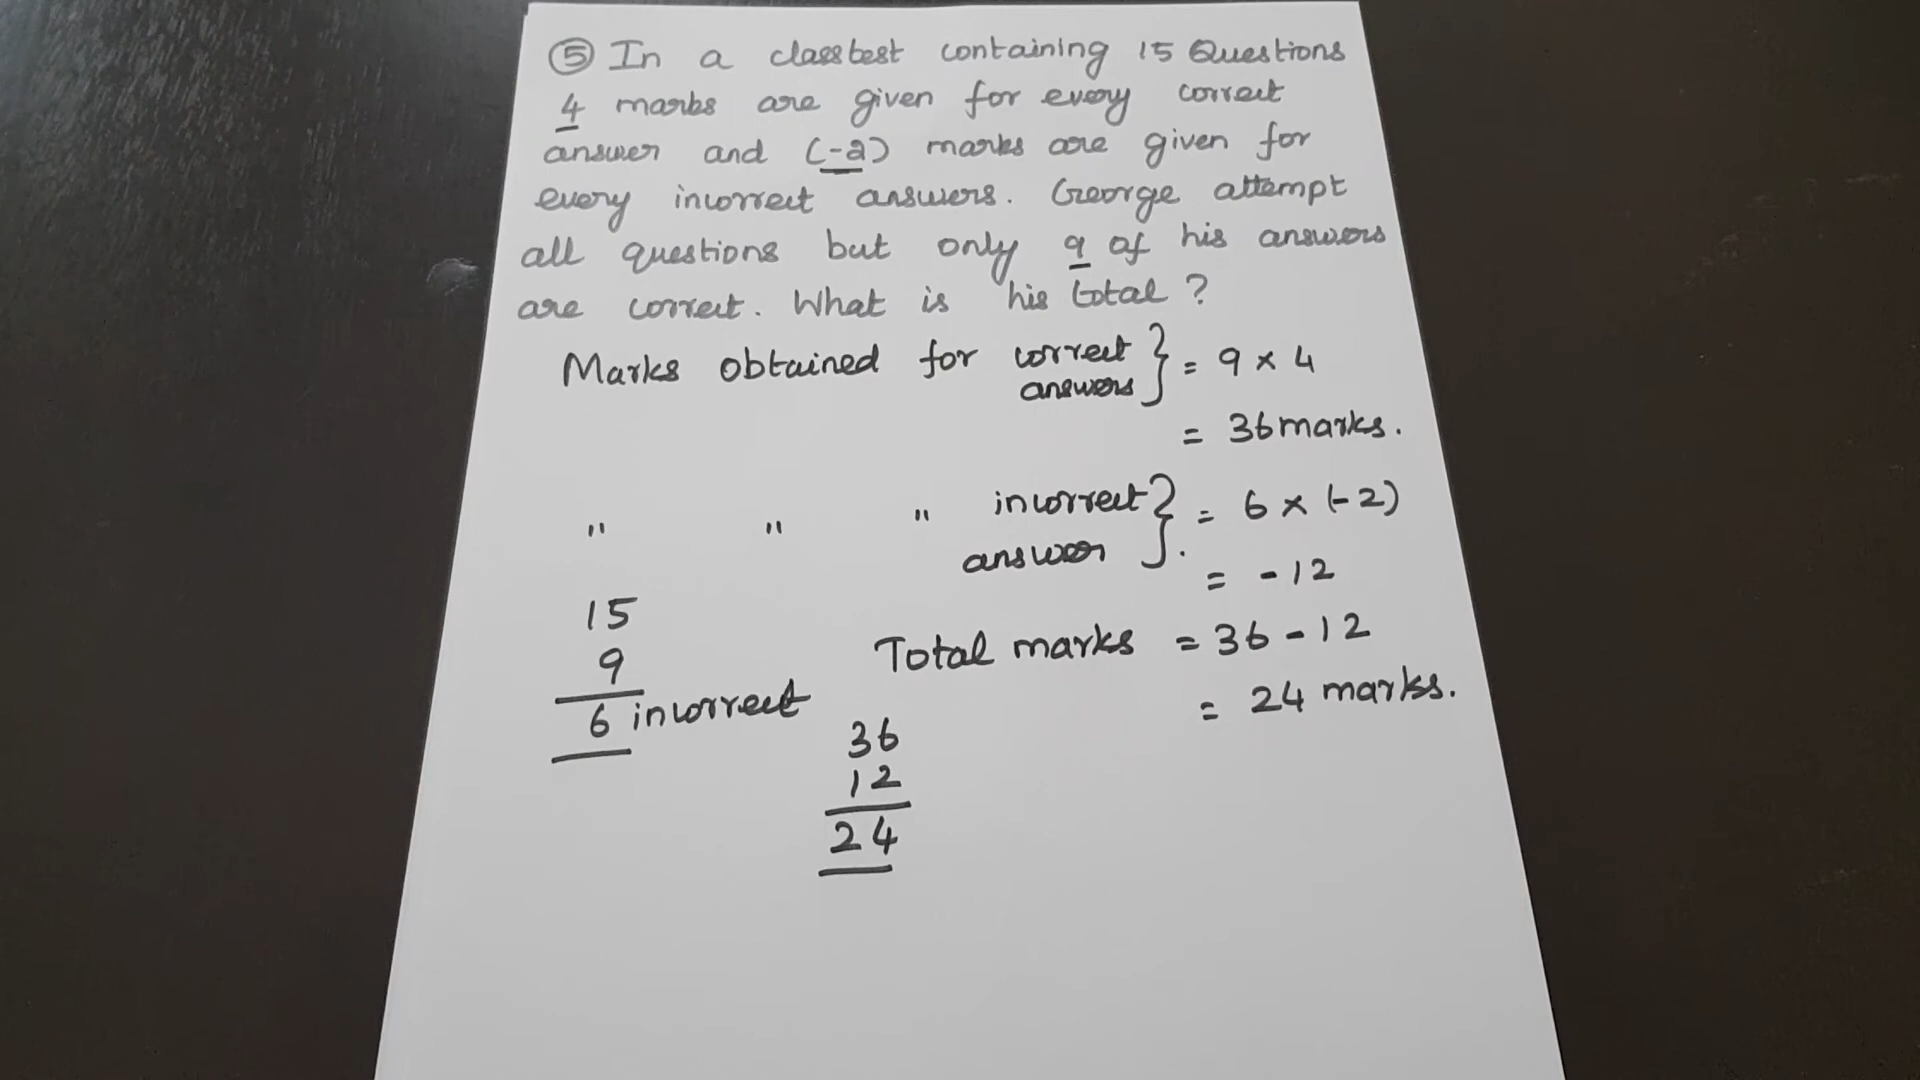 ⑤ In a classtest containing 15 Questions
4 marks are given for every correct
answer and (-2) marks are given for
every incorrect answers. George attempt
all questions but only 9 of his answers
are correct. What is his total?
Marks obtained for correct answers } = 9 × 4
= 36 marks.
" " " incorrect answer }. = 6 × (-2)
= -12
Total marks = 36 - 12
= 24 marks.
15
9
6 incorrect
36
12
24